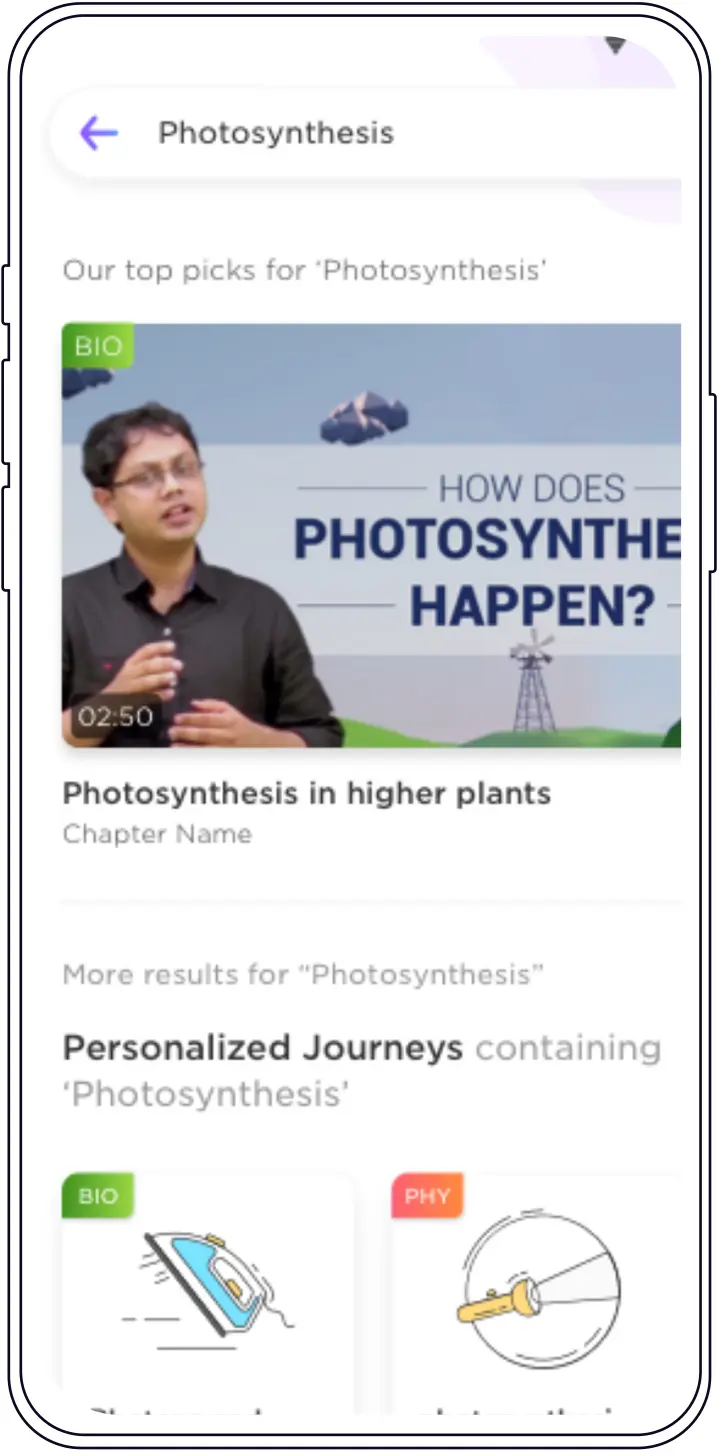 Photosynthesis
Our top picks for ‘Photosynthesis’
BIO
HOW DOES
PHOTOSYNTHE
HAPPEN?
02:50
Photosynthesis in higher plants
Chapter Name
More results for “Photosynthesis”
Personalized Journeys containing
‘Photosynthesis’
BIO
PHY